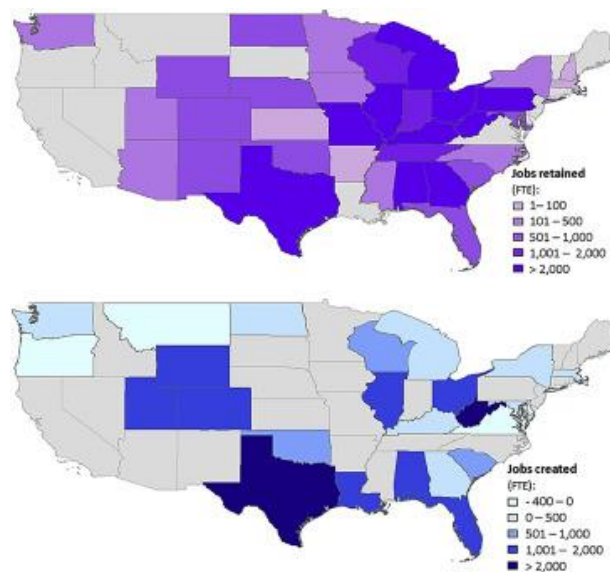 Jobs retained
(FTE):
1 – 100
101 – 500
501 – 1,000
1,001 – 2,000
> 2,000
Jobs created
(FTE):
- 400 – 0
0 – 500
501 – 1,000
1,001 – 2,000
> 2,000